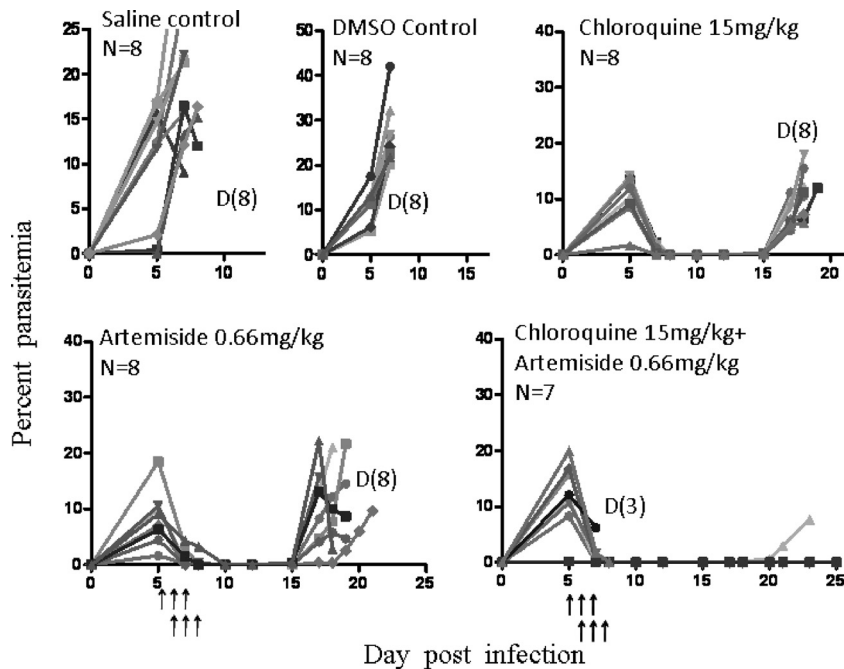 Saline control
N=8
25
20
15
10
5
0
D(8)
0 5 10
DMSO Control
N=8
50
40
30
20
10
0
D(8)
0 5 10 15
Chloroquine 15mg/kg
N=8
40
30
20
10
0
D(8)
0 5 10 15 20
Percent parasitemia
Artemiside 0.66mg/kg
N=8
40
30
20
10
0
D(8)
0 5 10 15 20 25
Chloroquine 15mg/kg+
Artemiside 0.66mg/kg
N=7
40
30
20
10
0
D(3)
0 5 10 15 20 25
Day post infection